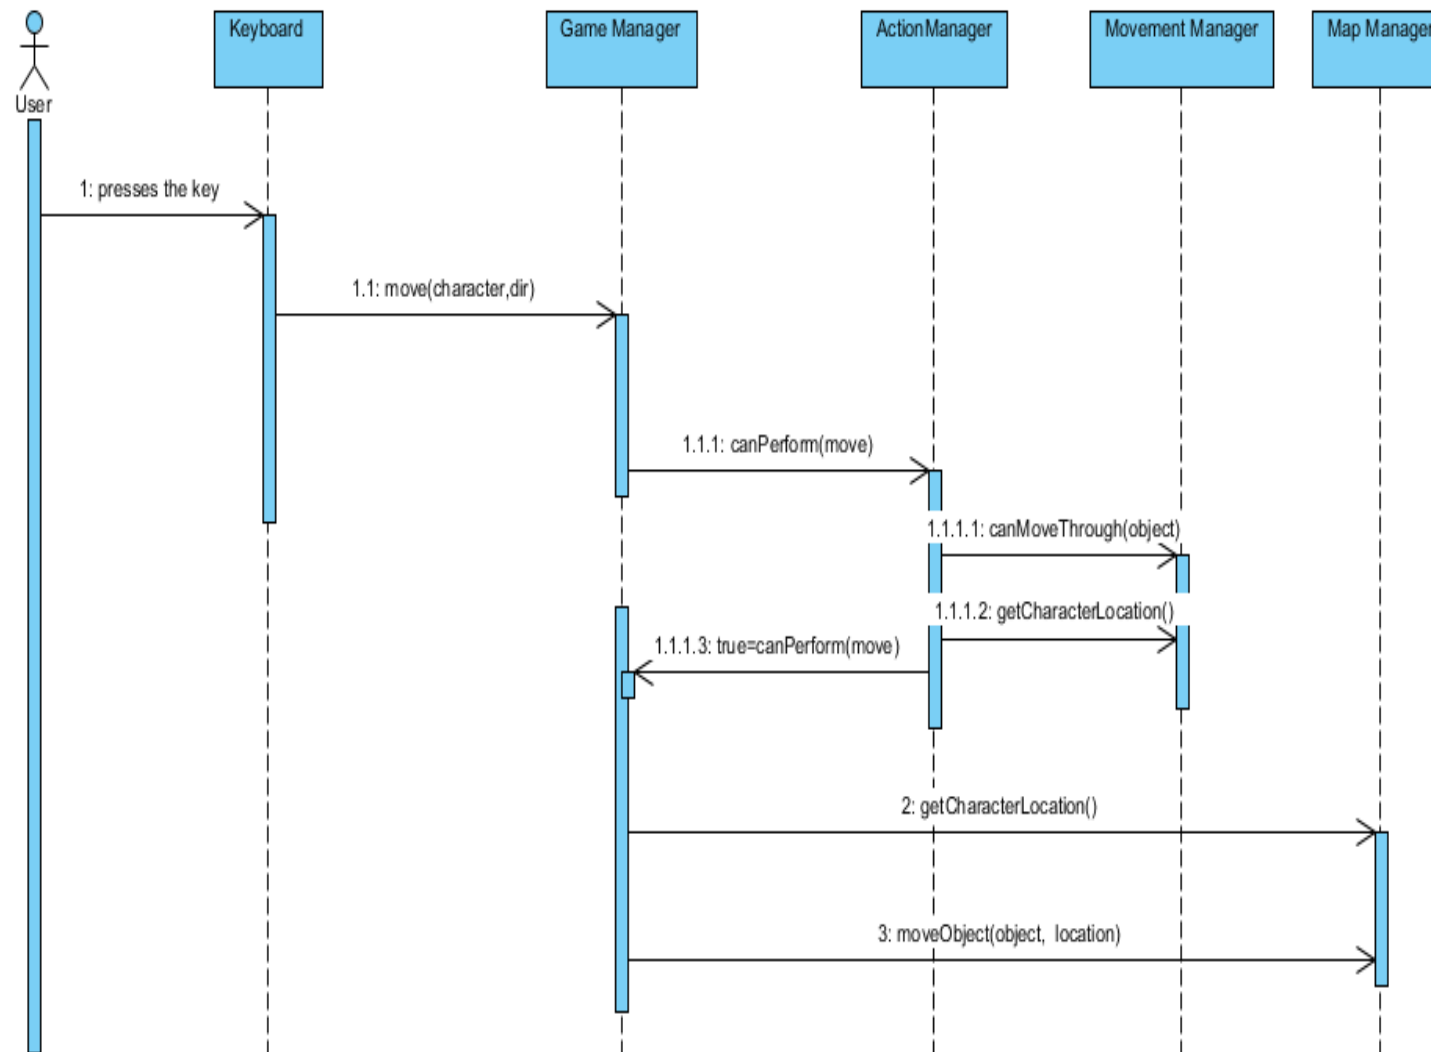 Keyboard
Game Manager
ActionManager
Movement Manager
Map Manager
User
1: presses the key
1.1: move(character,dir)
1.1.1: canPerform(move)
1.1.1.1: canMoveThrough(object)
1.1.1.2: getCharacterLocation()
1.1.1.3: true=canPerform(move)
2: getCharacterLocation()
3: moveObject(object, location)